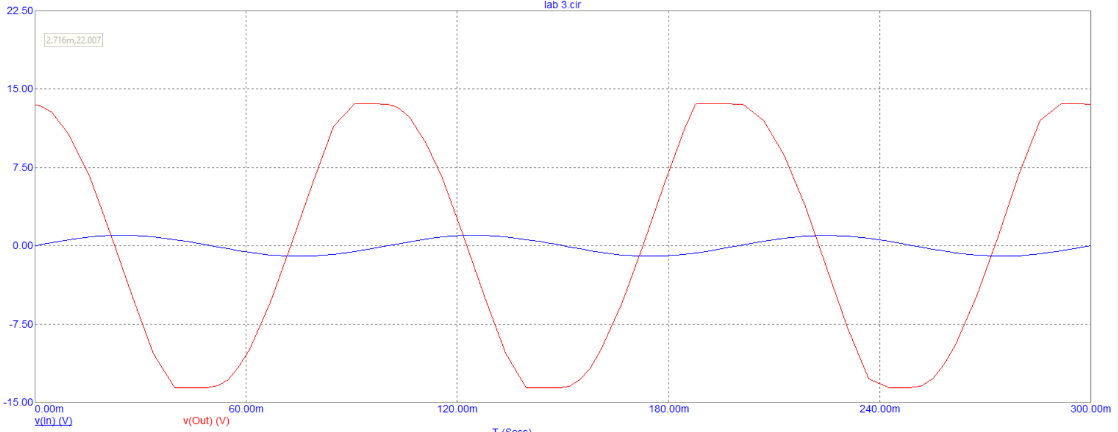 lab 3.cir
22.50
2.716m,22.007
15.00
7.50
0.00
-7.50
-15.00
0.00m 60.00m 120.00m 180.00m 240.00m 300.00m
v(In) (V) v(Out) (V)
T (Secs)